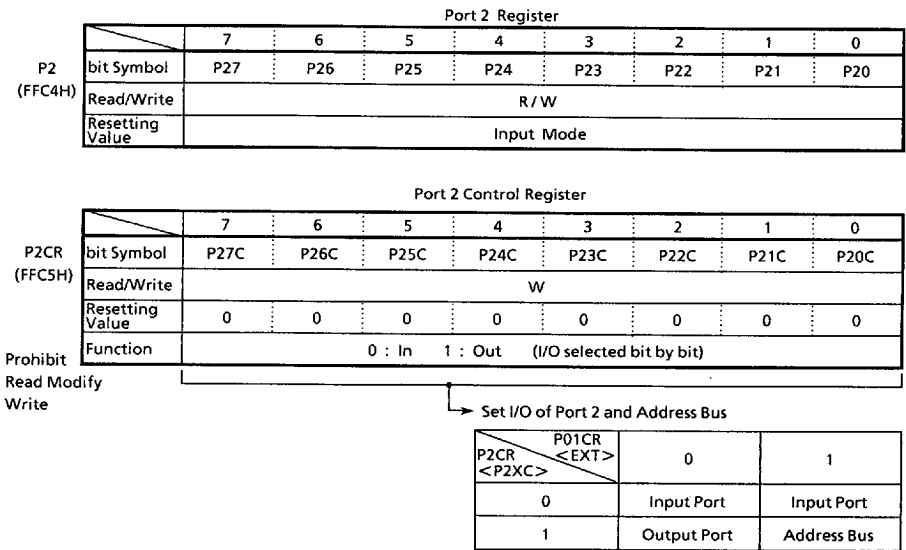 Port 2 Register
7 6 5 4 3 2 1 0
P2
(FFC4H)
bit Symbol P27 P26 P25 P24 P23 P22 P21 P20
Read/Write R/W
Resetting
Value
Input Mode
Port 2 Control Register
7 6 5 4 3 2 1 0
P2CR
(FFC5H)
bit Symbol P27C P26C P25C P24C P23C P22C P21C P20C
Read/Write W
Resetting
Value
0 0 0 0 0 0 0 0
Function 0 : In 1 : Out (I/O selected bit by bit)
Prohibit
Read Modify
Write
Set I/O of Port 2 and Address Bus
P01CR
<EXT>
P2CR
<P2XC>
0 1
0 Input Port Input Port
1 Output Port Address Bus